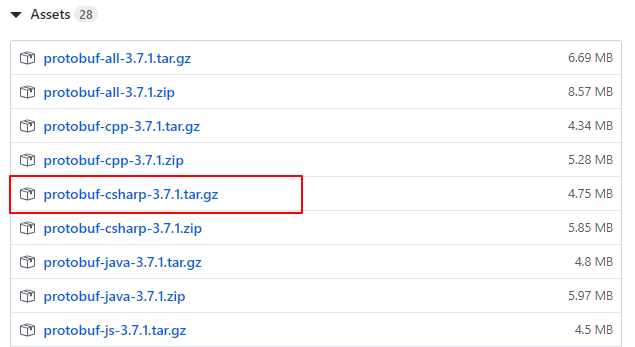 Assets 28
protobuf-all-3.7.1.tar.gz 6.69 MB
protobuf-all-3.7.1.zip 8.57 MB
protobuf-cpp-3.7.1.tar.gz 4.34 MB
protobuf-cpp-3.7.1.zip 5.28 MB
protobuf-csharp-3.7.1.tar.gz 4.75 MB
protobuf-csharp-3.7.1.zip 5.85 MB
protobuf-java-3.7.1.tar.gz 4.8 MB
protobuf-java-3.7.1.zip 5.97 MB
protobuf-js-3.7.1.tar.gz 4.5 MB